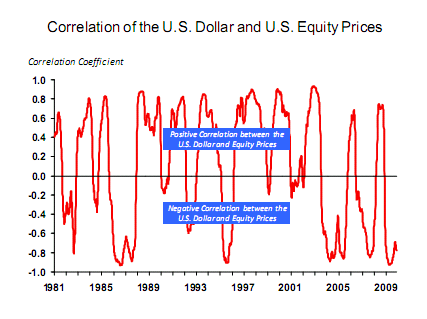 Correlation of the U.S. Dollar and U.S. Equity Prices
Correlation Coefficient
1.0
0.8
0.6
0.4
0.2
0.0
-0.2
-0.4
-0.6
-0.8
-1.0
Positive Correlation between the
U.S. Dollar and Equity Prices
Negative Correlation between the
U.S. Dollar and Equity Prices
1981 1985 1989 1993 1997 2001 2005 2009